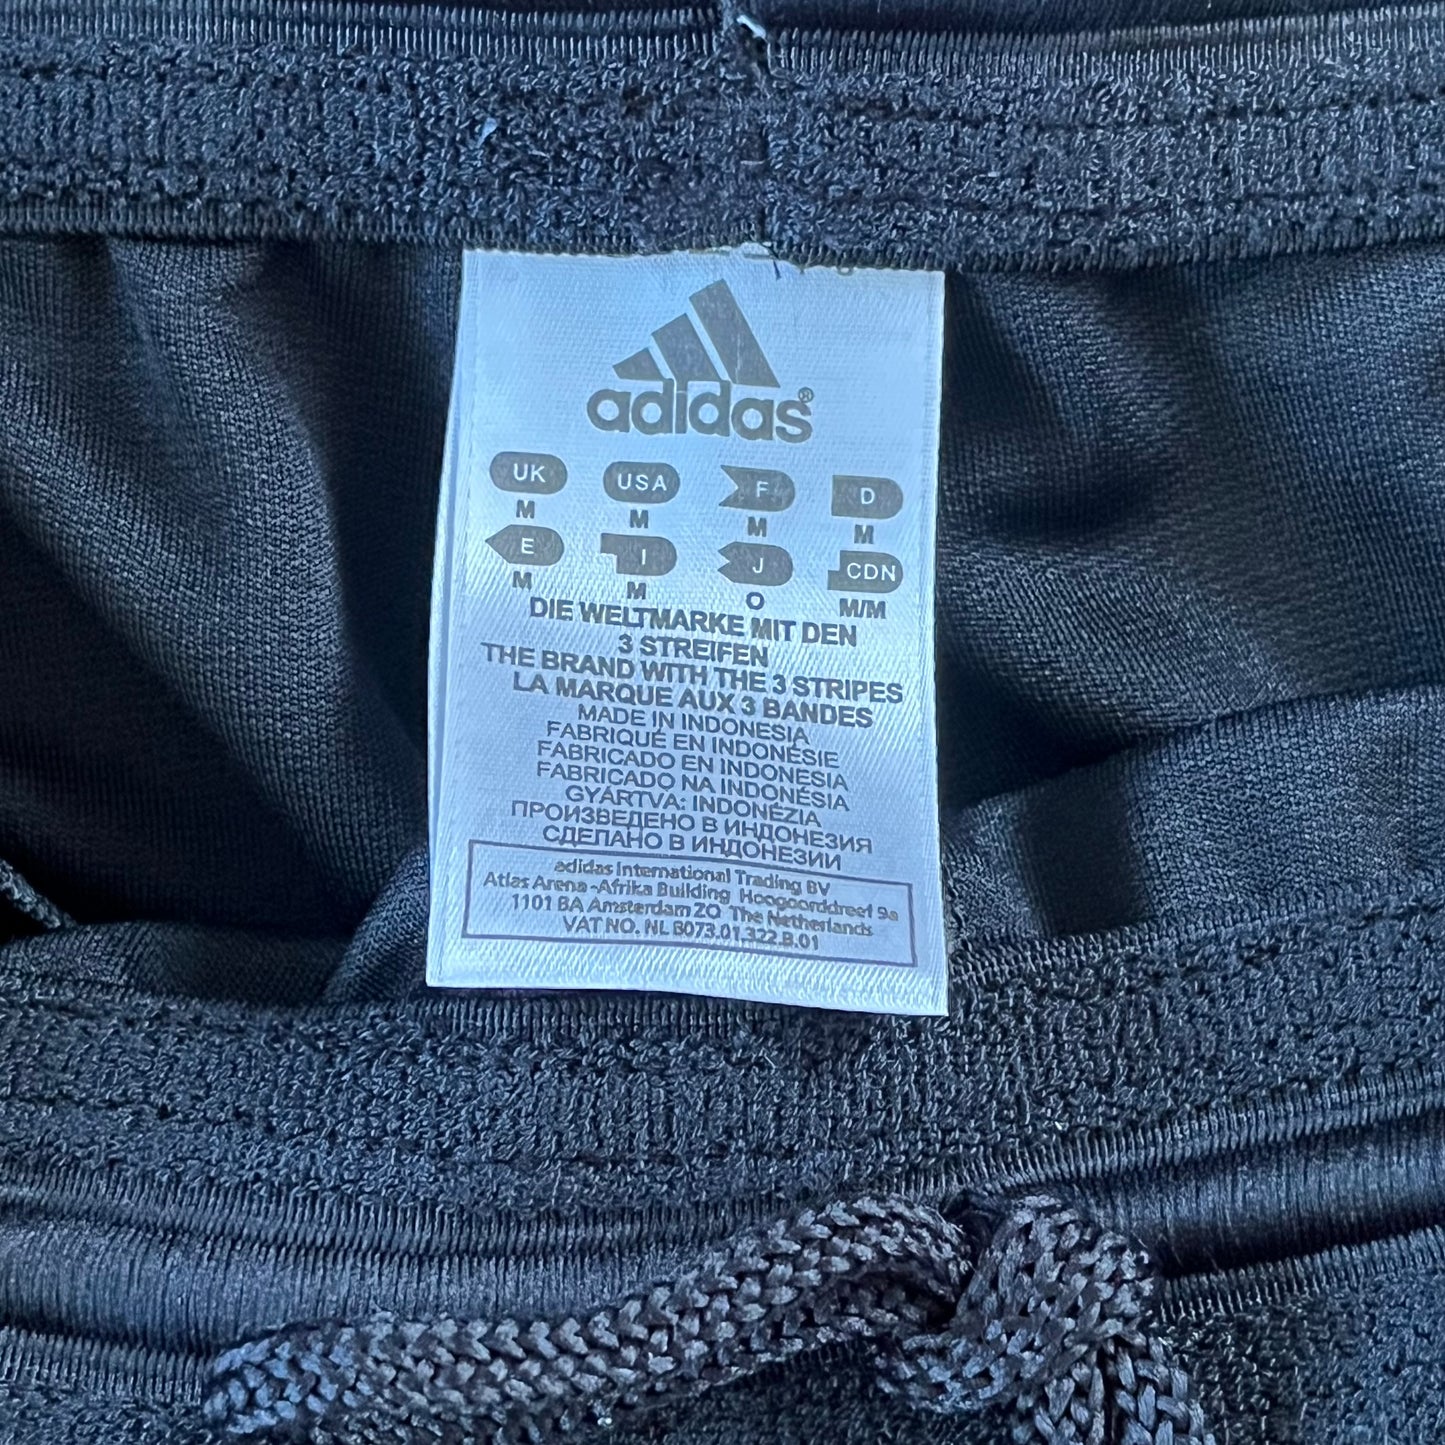 adidas®
UK USA F D
M M M M
E I J CDN
M M O M/M
DIE WELTMARKE MIT DEN
3 STREIFEN
THE BRAND WITH THE 3 STRIPES
LA MARQUE AUX 3 BANDES
MADE IN INDONESIA
FABRIQUÉ EN INDONÉSIE
FABRICADO EN INDONESIA
FABRICADO NA INDONÉSIA
GYÁRTVA: INDONÉZIA
ПРОИЗВЕДЕНО В ИНДОНЕЗИЯ
СДЕЛАНО В ИНДОНЕЗИИ
adidas International Trading BV
Atlas Arena -Afrika Building Hoogoorddreef 9a
1101 BA Amsterdam ZO The Netherlands
VAT NO. NL B073.01.322.B.01